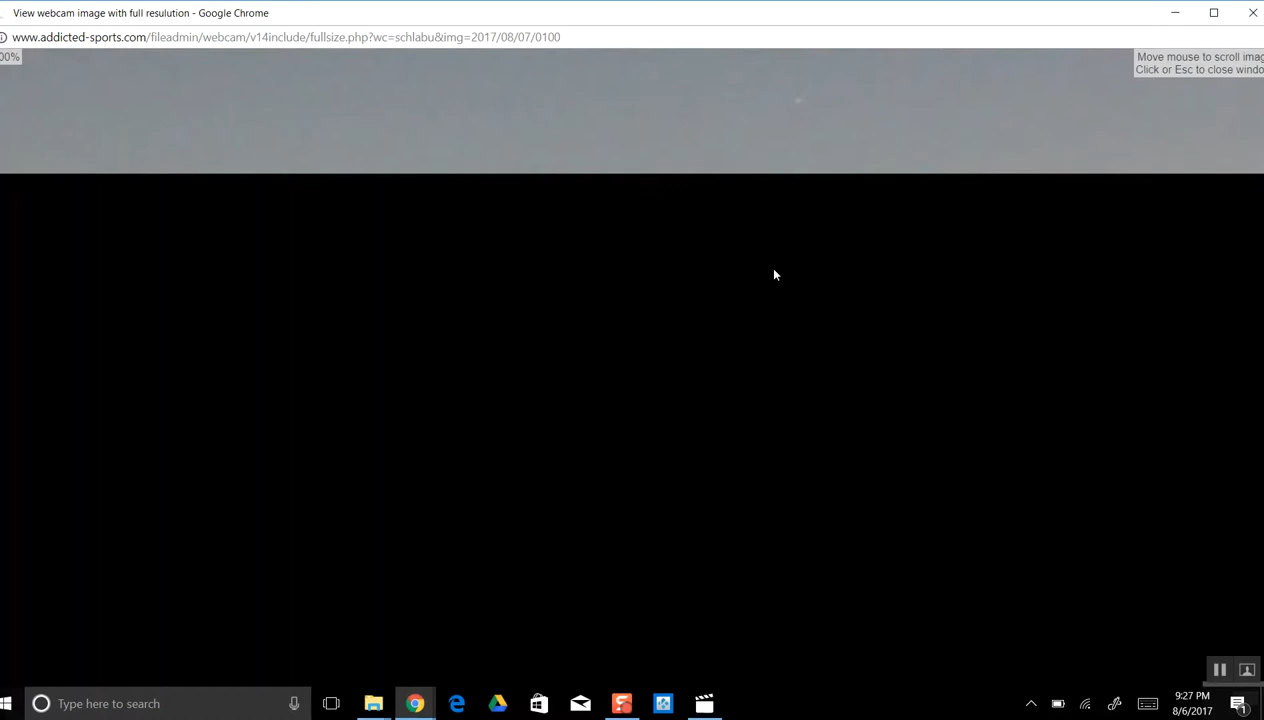 View webcam image with full resulution - Google Chrome
www.addicted-sports.com/fileadmin/webcam/v14include/fullsize.php?wc=schlabu&img=2017/08/07/0100
00%
Move mouse to scroll imag
Click or Esc to close windo
Type here to search
9:27 PM
8/6/2017
1